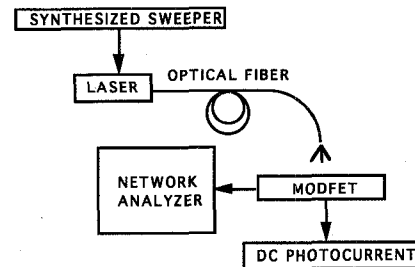 SYNTHESIZED SWEEPER
LASER
OPTICAL FIBER
NETWORK
ANALYZER
MODFET
DC PHOTOCURRENT